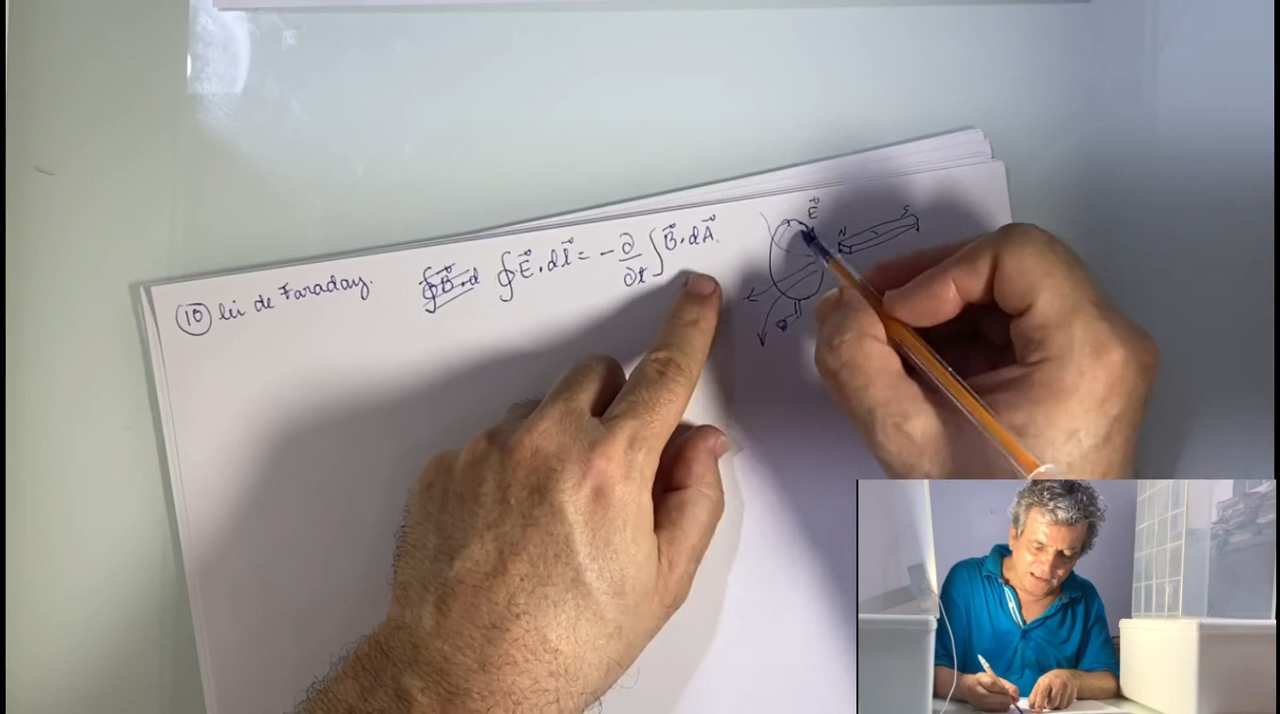 (10) lei de Faraday. ∮B⃗.d ∮E⃗.dl⃗ = - ∂/∂t ∫B⃗.dA⃗.
E⃗
N S